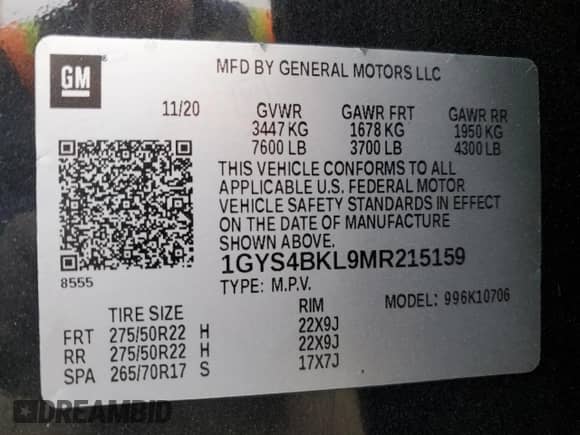 GM
MFD BY GENERAL MOTORS LLC
11/20 GVWR GAWR FRT GAWR RR
3447 KG 1678 KG 1950 KG
7600 LB 3700 LB 4300 LB
THIS VEHICLE CONFORMS TO ALL
APPLICABLE U.S. FEDERAL MOTOR
VEHICLE SAFETY STANDARDS IN EFFECT
ON THE DATE OF MANUFACTURE
SHOWN ABOVE.
1GYS4BKL9MR215159
8555
TYPE: M.P.V.
MODEL: 996K10706
TIRE SIZE RIM
FRT 275/50R22 H 22X9J
RR 275/50R22 H 22X9J
SPA 265/70R17 S 17X7J
DREAMBID